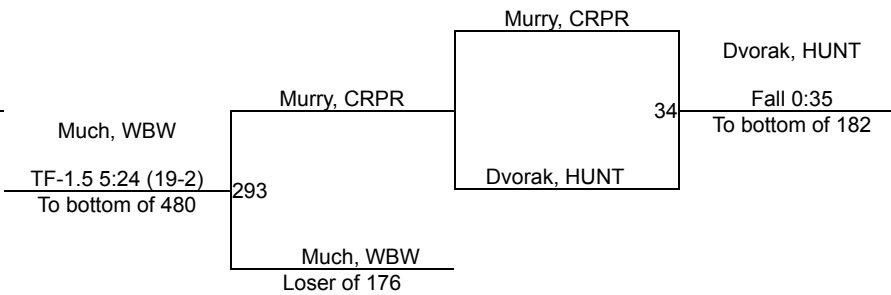 Murry, CRPR
Dvorak, HUNT
Murry, CRPR
34
Fall 0:35
To bottom of 182
Much, WBW
TF-1.5 5:24 (19-2)
293
Dvorak, HUNT
To bottom of 480
Much, WBW
Loser of 176